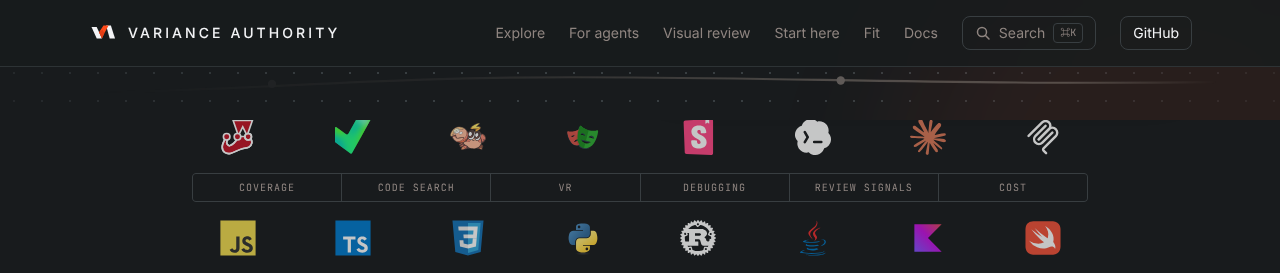 VARIANCE AUTHORITY
Explore
For agents
Visual review
Start here
Fit
Docs
Search
⌘K
GitHub
S
COVERAGE
CODE SEARCH
VR
DEBUGGING
REVIEW SIGNALS
COST
JS
TS
3
R